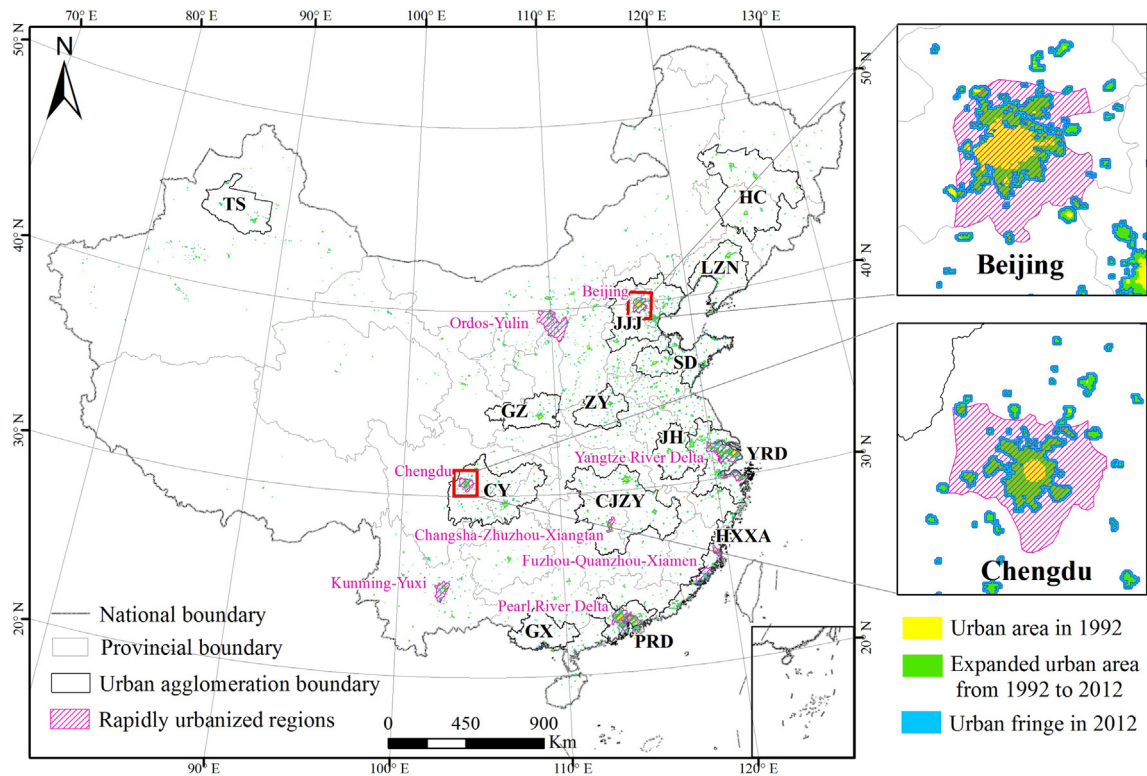 70° E
80° E
90° E
100° E
110° E
120° E
130° E
50° N
40° N
30° N
20° N
50° N
40° N
30° N
20° N
N
TS
HC
LZN
Beijing
JJJ
Ordos-Yulin
SD
GZ
ZY
JH
YRD
Yangtze River Delta
Chengdu
CY
CJZY
Changsha-Zhuzhou-Xiangtan
HXXA
Fuzhou-Quanzhou-Xiamen
Kunming-Yuxi
Pearl River Delta
GX
PRD
National boundary
Provincial boundary
Urban agglomeration boundary
Rapidly urbanized regions
0 450 900
Km
90° E
100° E
110° E
120° E
Beijing
Chengdu
Urban area in 1992
Expanded urban area
from 1992 to 2012
Urban fringe in 2012